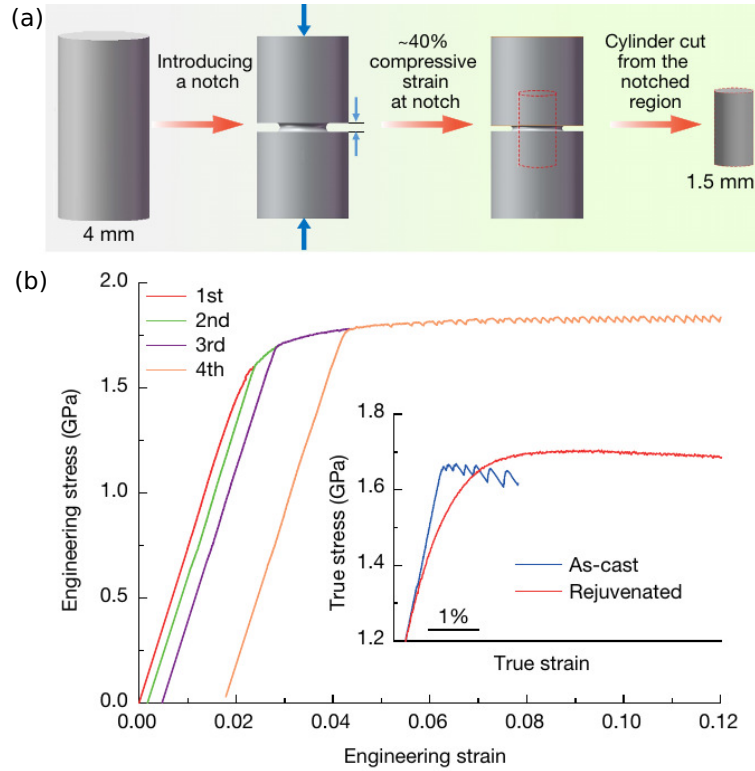 (a)
Introducing
a notch
~40%
compressive
strain
at notch
Cylinder cut
from the
notched
region
4 mm
1.5 mm
(b)
2.0
1.5
1.0
0.5
0.0
Engineering stress (GPa)
1st
2nd
3rd
4th
1.8
1.6
1.4
1.2
True stress (GPa)
As-cast
Rejuvenated
1%
True strain
0.00
0.02
0.04
0.06
0.08
0.10
0.12
Engineering strain